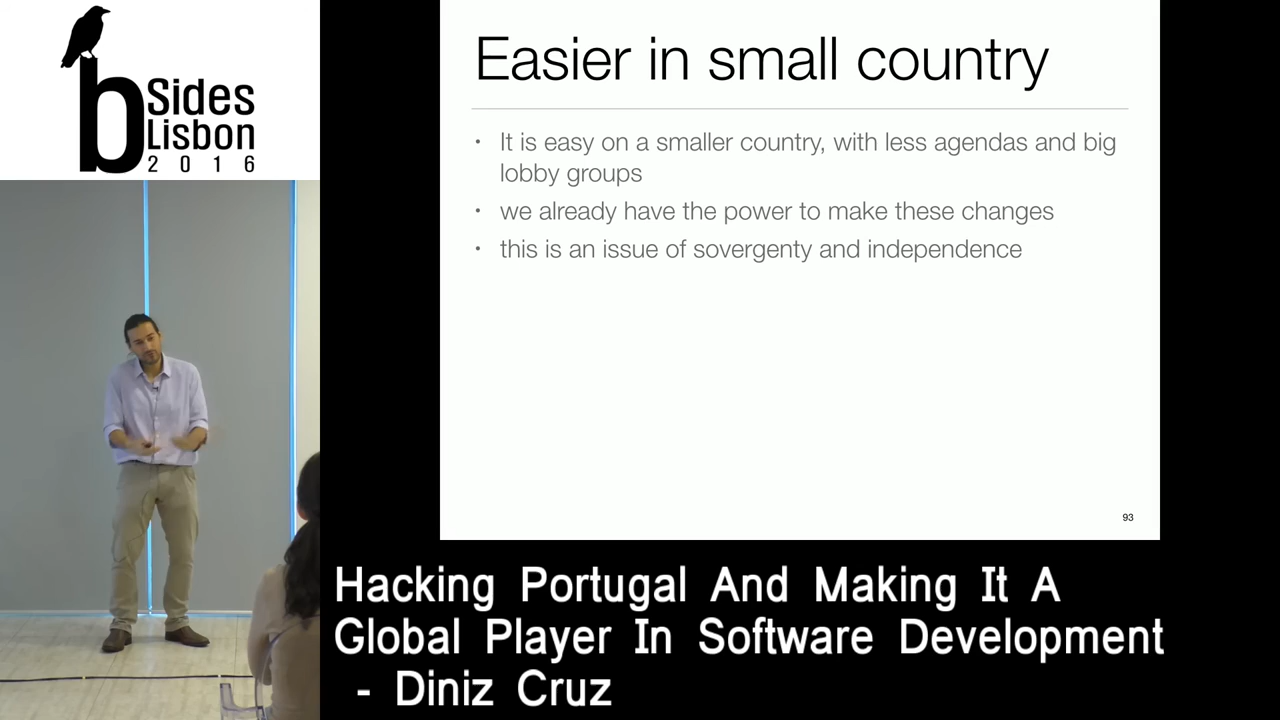 b Sides
Lisbon
2016
Easier in small country
• It is easy on a smaller country, with less agendas and big
lobby groups
• we already have the power to make these changes
• this is an issue of sovergenty and independence
93
Hacking Portugal And Making It A
Global Player In Software Development
- Diniz Cruz